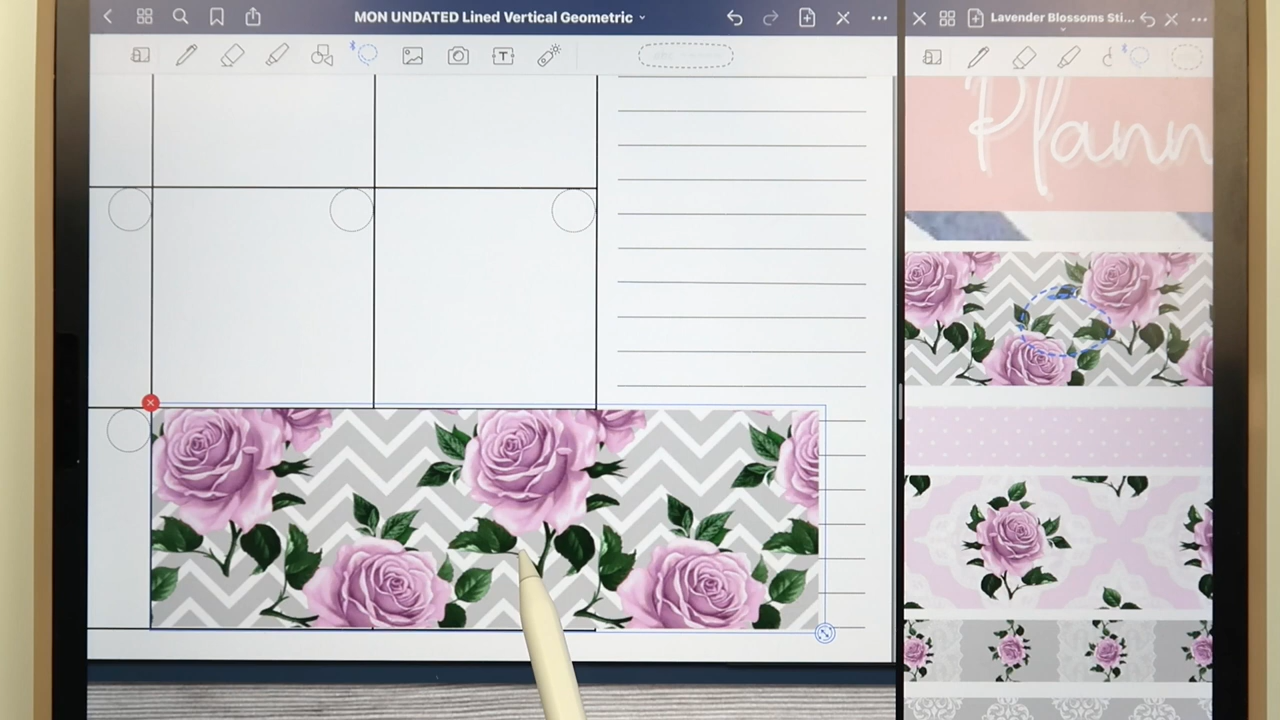 MON UNDATED Lined Vertical Geometric
Lavender Blossoms Sti...
T
Plann